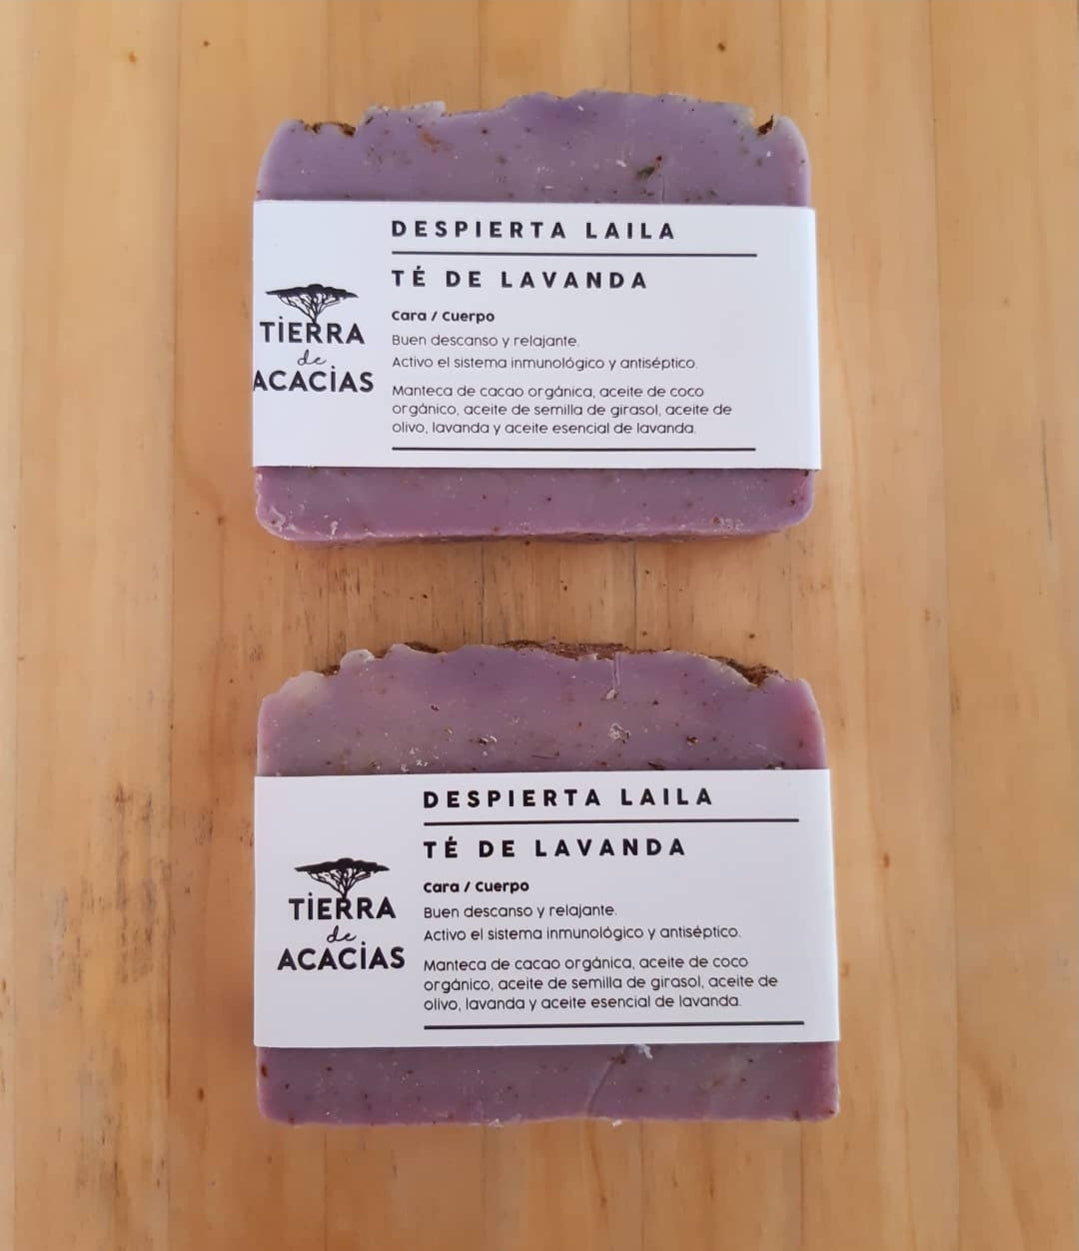 DESPIERTA LAILA
TÉ DE LAVANDA
Cara / Cuerpo
Buen descanso y relajante.
Activo el sistema inmunológico y antiséptico.
Manteca de cacao orgánica, aceite de coco
orgánico, aceite de semilla de girasol, aceite de
olivo, lavanda y aceite esencial de lavanda.
TiERRA
de
ACACiAS
DESPIERTA LAILA
TÉ DE LAVANDA
Cara / Cuerpo
Buen descanso y relajante.
Activo el sistema inmunológico y antiséptico.
Manteca de cacao orgánica, aceite de coco
orgánico, aceite de semilla de girasol, aceite de
olivo, lavanda y aceite esencial de lavanda.
TiERRA
de
ACACiAS